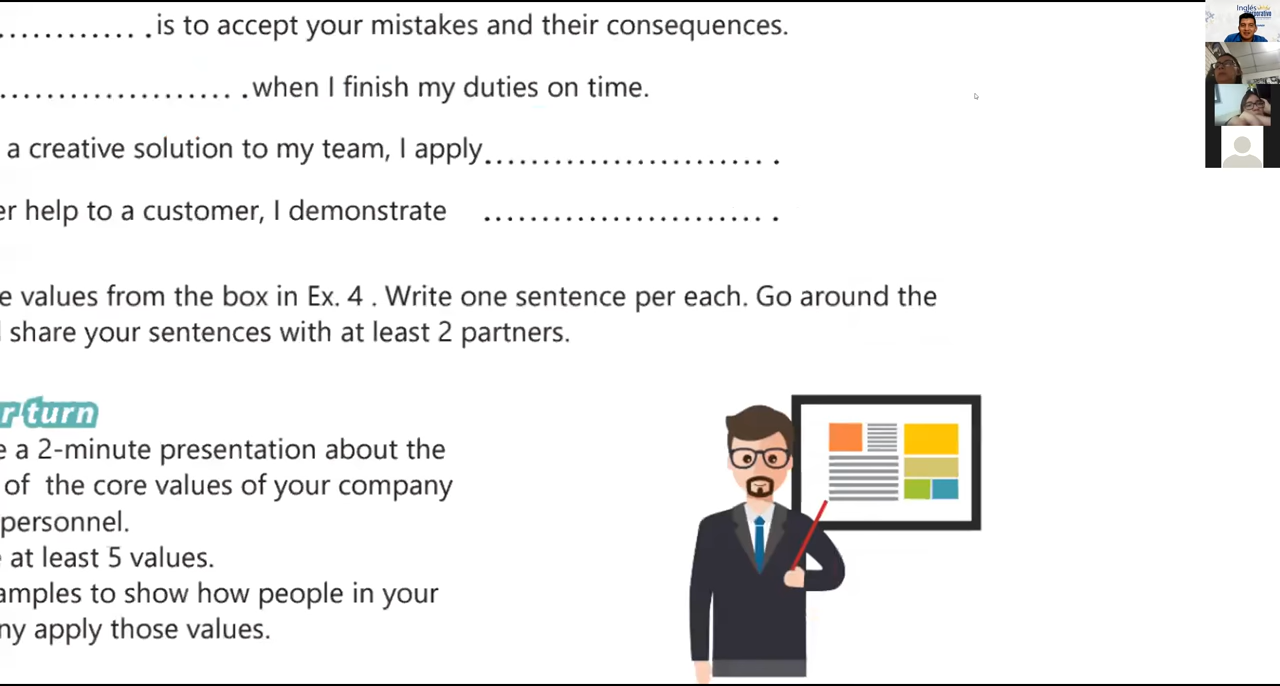 . . . . . . . . . . . . . is to accept your mistakes and their consequences.
. . . . . . . . . . . . . . . . . . . . . when I finish my duties on time.
a creative solution to my team, I apply. . . . . . . . . . . . . . . . . . . . . . . . .
er help to a customer, I demonstrate . . . . . . . . . . . . . . . . . . . . . . . . .
e values from the box in Ex. 4 . Write one sentence per each. Go around the
share your sentences with at least 2 partners.
r turn
e a 2-minute presentation about the
of the core values of your company
personnel.
at least 5 values.
amples to show how people in your
ny apply those values.
Inglés